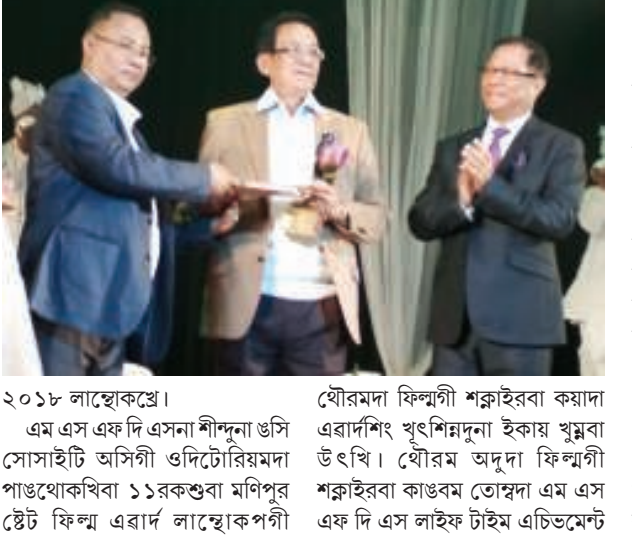 ২০১৮ লান্থোকখ্রে।
এম এস এফ দি এসনা শীন্দুনা ঙসি
সোসাইটি অসিগী ওদিটোরিয়মদা
পাঙথোকখিবা ১১রকশুবা মণিপুর
ষ্টেট ফিল্ম এৱার্দ লান্থোকপগী
থৌরমদা ফিল্মগী শক্নাইরবা কয়াদা
এৱার্দশিং খূৎশিন্নদুনা ইকায় খুম্নবা
উৎখি। থৌরম অদুদা ফিল্মগী
শক্নাইরবা কাঙবম তোম্বদা এম এস
এফ দি এস লাইফ টাইম এচিভমেন্ট